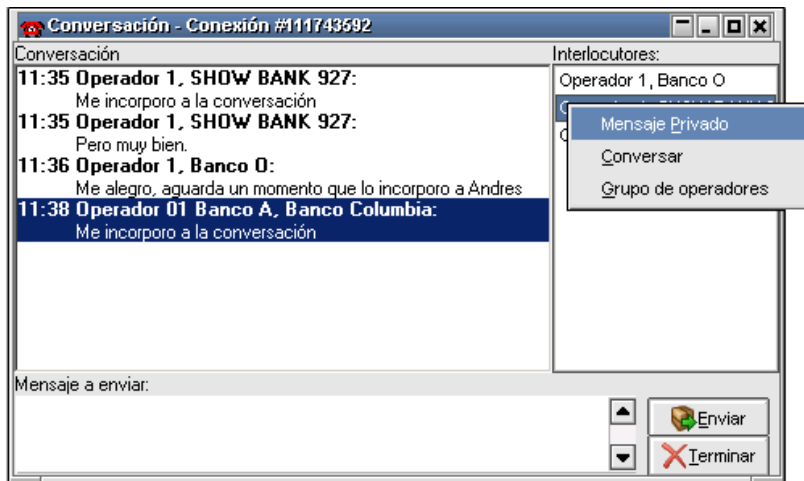 Conversación - Conexión #111743592
Conversación
Interlocutores:
11:35 Operador 1, SHOW BANK 927:
Me incorporo a la conversación
11:35 Operador 1, SHOW BANK 927:
Pero muy bien.
11:36 Operador 1, Banco O:
Me alegro, aguarda un momento que lo incorporo a Andres
11:38 Operador 01 Banco A, Banco Columbia:
Me incorporo a la conversación
Operador 1, Banco O
Mensaje Privado
Conversar
Grupo de operadores
Mensaje a enviar:
Enviar
Terminar